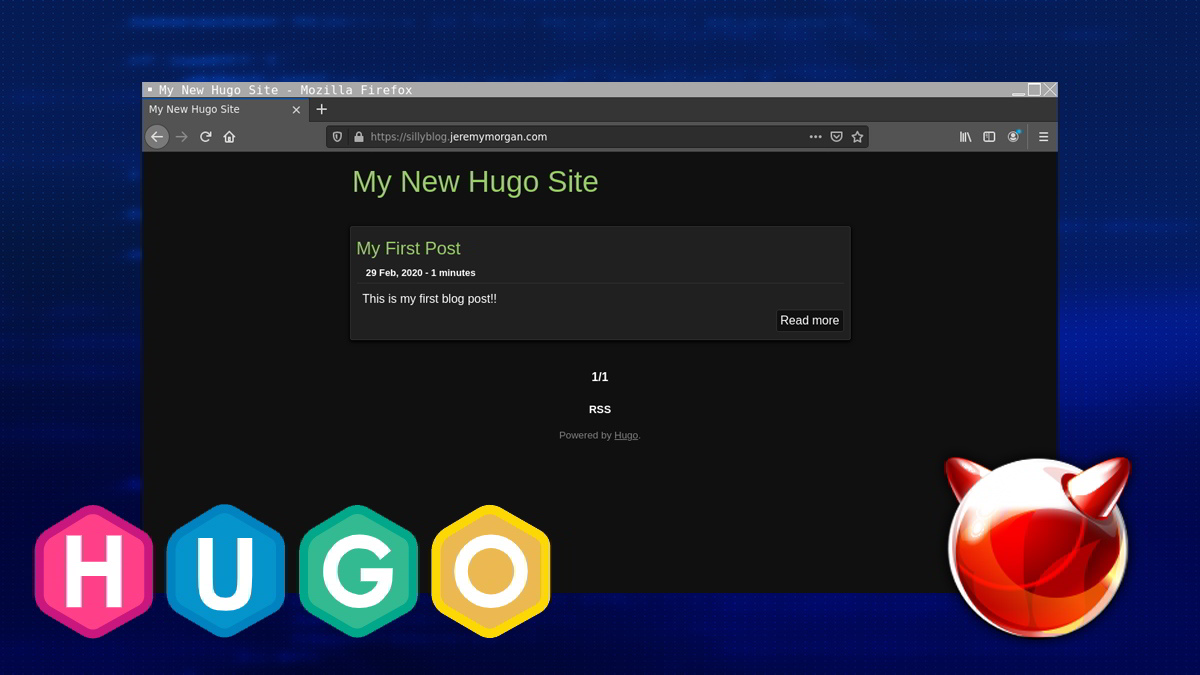 My New Hugo Site - Mozilla Firefox
My New Hugo Site
https://sillyblog.jeremymorgan.com
My New Hugo Site
My First Post
29 Feb, 2020 - 1 minutes
This is my first blog post!!
Read more
1/1
RSS
Powered by Hugo.
HUGO